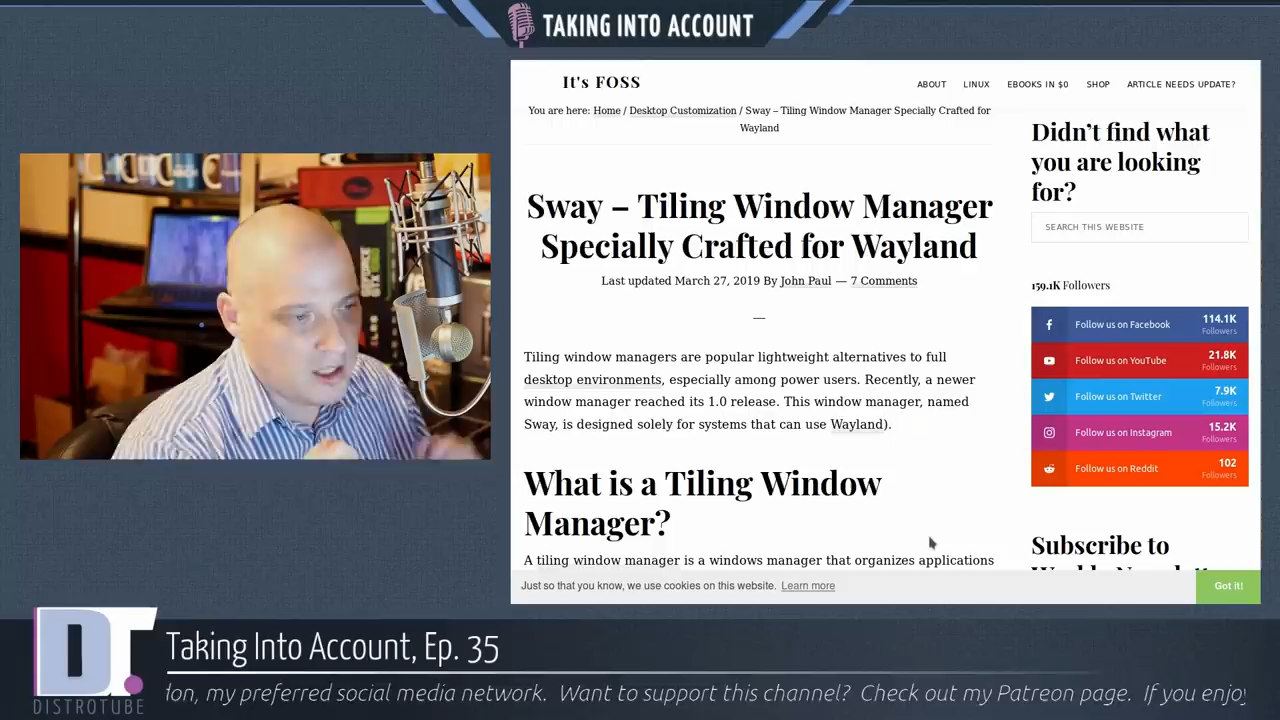 TAKING INTO ACCOUNT
It's FOSS
ABOUT LINUX EBOOKS IN $0 SHOP ARTICLE NEEDS UPDATE?
You are here: Home / Desktop Customization / Sway – Tiling Window Manager Specially Crafted for
Wayland
Sway – Tiling Window Manager
Specially Crafted for Wayland
Last updated March 27, 2019 By John Paul — 7 Comments
—
Tiling window managers are popular lightweight alternatives to full
desktop environments, especially among power users. Recently, a newer
window manager reached its 1.0 release. This window manager, named
Sway, is designed solely for systems that can use Wayland).
What is a Tiling Window
Manager?
A tiling window manager is a windows manager that organizes applications
Didn't find what
you are looking
for?
SEARCH THIS WEBSITE
159.1K Followers
Follow us on Facebook 114.1K
Followers
Follow us on YouTube 21.8K
Followers
Follow us on Twitter 7.9K
Followers
Follow us on Instagram 15.2K
Followers
Follow us on Reddit 102
Followers
Subscribe to
Just so that you know, we use cookies on this website. Learn more Got it!
DT.
DISTROTUBE
Taking Into Account, Ep. 35
my preferred social media network. Want to support this channel? Check out my Patreon page. If you enjoy